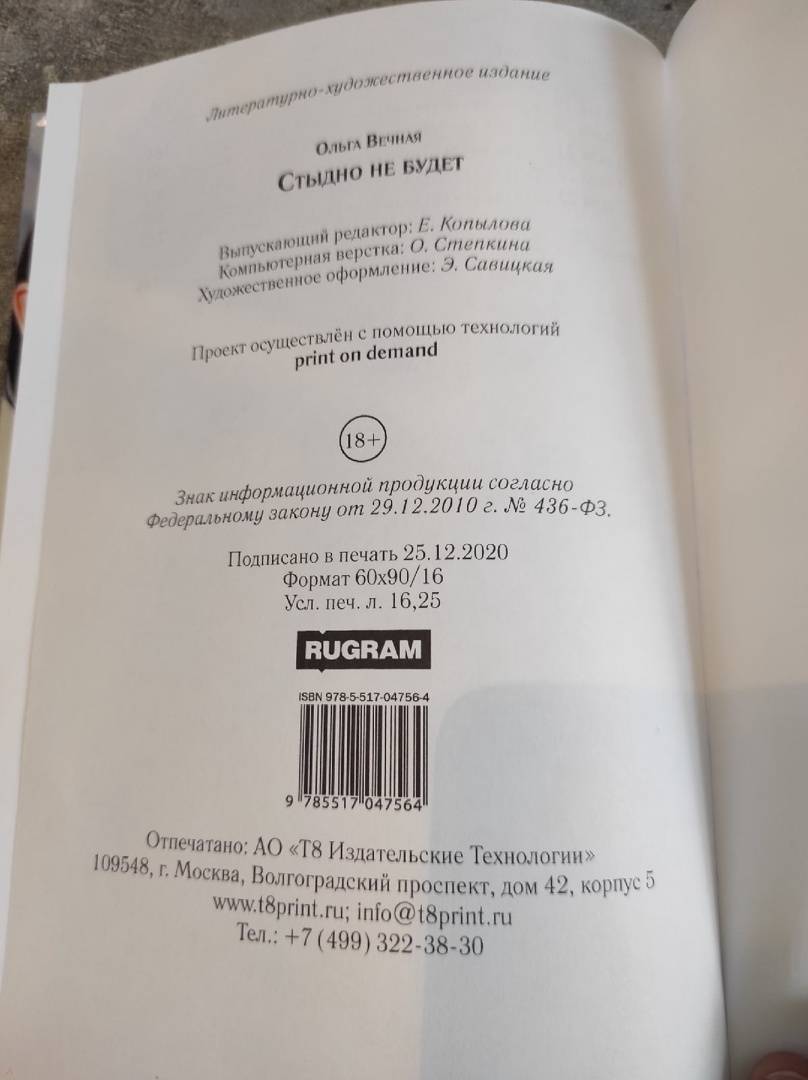 Литературно-художественное издание
Ольга Вечная
Стыдно не будет
Выпускающий редактор: Е. Копылова
Компьютерная верстка: О. Степкина
Художественное оформление: Э. Савицкая
Проект осуществлён с помощью технологий
print on demand
18+
Знак информационной продукции согласно
Федеральному закону от 29.12.2010 г. № 436-ФЗ.
Подписано в печать 25.12.2020
Формат 60х90/16
Усл. печ. л. 16,25
RUGRAM
ISBN 978-5-517-04756-4
9 785517 047564
Отпечатано: АО «Т8 Издательские Технологии»
109548, г. Москва, Волгоградский проспект, дом 42, корпус 5
www.t8print.ru; info@t8print.ru
Тел.: +7 (499) 322-38-30